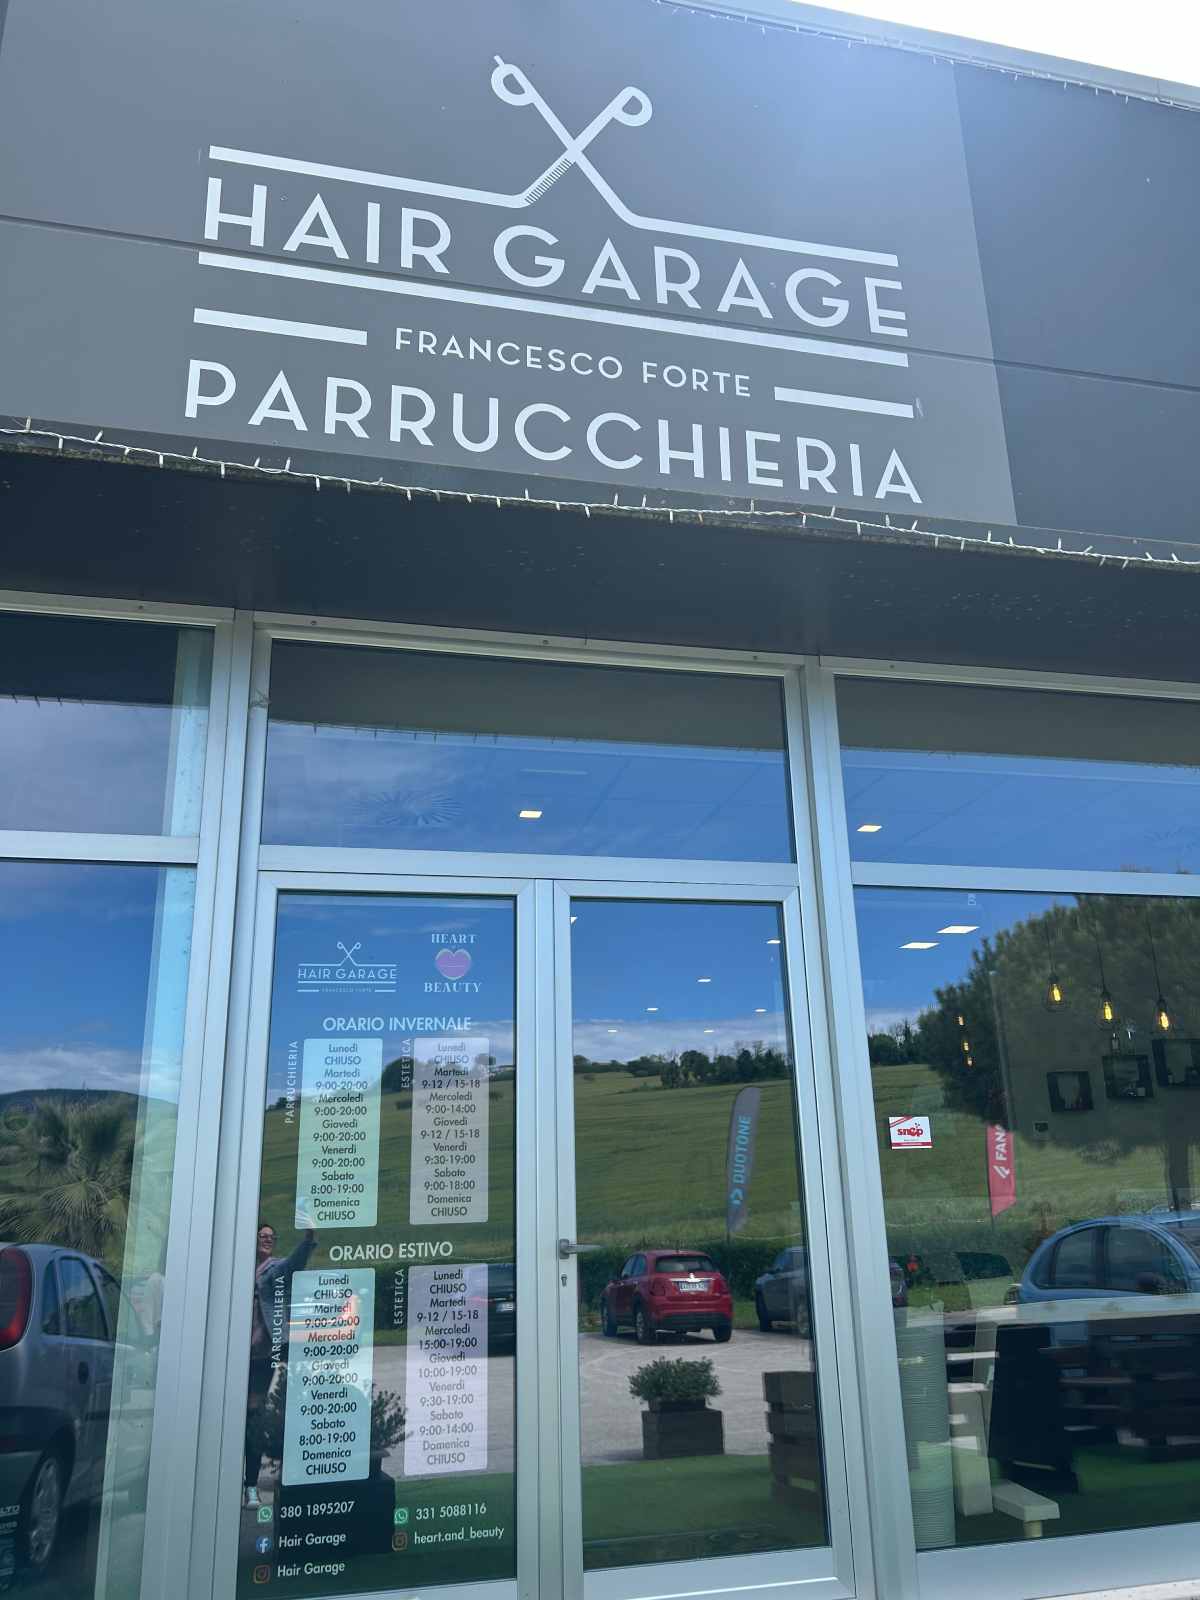 HAIR GARAGE
FRANCESCO FORTE
PARRUCCHIERIA
HAIR GARAGE
FRANCESCO FORTE
HEART
BEAUTY
ORARIO INVERNALE
PARRUCHIERIA
Lunedì
CHIUSO
Martedì
9:00-20:00
Mercoledì
9:00-20:00
Giovedì
9:00-20:00
Venerdì
9:00-20:00
Sabato
8:00-19:00
Domenica
CHIUSO
ESTETICA
Lunedì
CHIUSO
Martedì
9-12 / 15-18
Mercoledì
9:00-14:00
Giovedì
9-12 / 15-18
Venerdì
9:30-19:00
Sabato
9:00-18:00
Domenica
CHIUSO
ORARIO ESTIVO
PARRUCHIERIA
Lunedì
CHIUSO
Martedì
9:00-20:00
Mercoledì
9:00-20:00
Giovedì
9:00-20:00
Venerdì
9:00-20:00
Sabato
8:00-19:00
Domenica
CHIUSO
ESTETICA
Lunedì
CHIUSO
Martedì
9-12 / 15-18
Mercoledì
15:00-19:00
Giovedì
10:00-19:00
Venerdì
9:30-19:00
Sabato
9:00-14:00
Domenica
CHIUSO
380 1895207
Hair Garage
Hair Garage
331 5088116
heart.and_beauty
DUOTONE